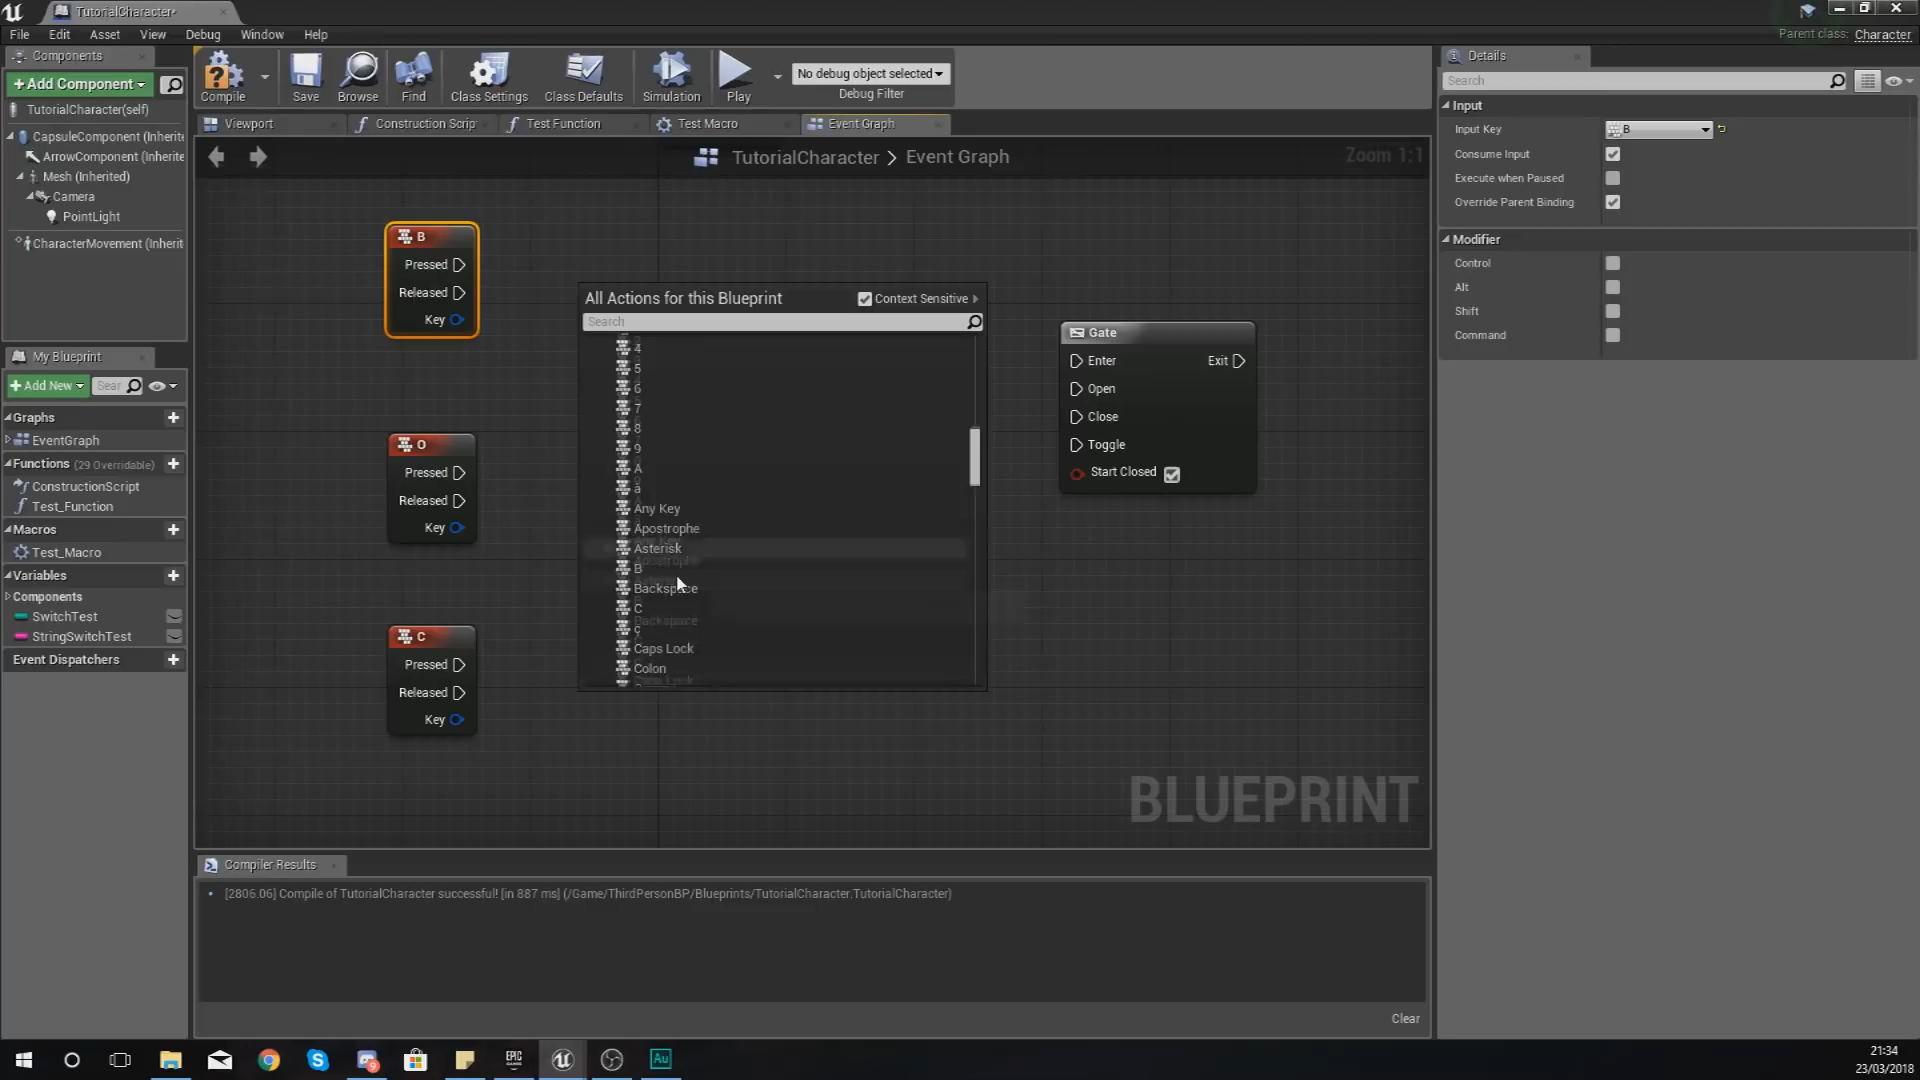 TutorialCharacter*
File Edit Asset View Debug Window Help
Parent class: Character
Components
+Add Component
TutorialCharacter(self)
CapsuleComponent (Inherite
ArrowComponent (Inherite
Mesh (Inherited)
Camera
PointLight
CharacterMovement (Inherit
My Blueprint
+Add New
Sear
Graphs
EventGraph
Functions (29 Overridable)
ConstructionScript
Test_Function
Macros
Test_Macro
Variables
Components
SwitchTest
StringSwitchTest
Event Dispatchers
Compile
Save
Browse
Find
Class Settings
Class Defaults
Simulation
Play
No debug object selected
Debug Filter
Viewport
Construction Scrip
Test Function
Test Macro
Event Graph
TutorialCharacter > Event Graph
Zoom 1:1
B
Pressed
Released
Key
O
Pressed
Released
Key
C
Pressed
Released
Key
All Actions for this Blueprint
Context Sensitive
Search
4
5
6
7
8
9
A
a
Any Key
Apostrophe
Asterisk
B
Backspace
C
c
Caps Lock
Colon
Gate
Enter Exit
Open
Close
Toggle
Start Closed
BLUEPRINT
Compiler Results
[2806.06] Compile of TutorialCharacter successful! [in 887 ms] (/Game/ThirdPersonBP/Blueprints/TutorialCharacter.TutorialCharacter)
Clear
Details
Search
Input
Input Key B
Consume Input
Execute when Paused
Override Parent Binding
Modifier
Control
Alt
Shift
Command
EPIC
GAMES
Au
9
21:34
23/03/2018